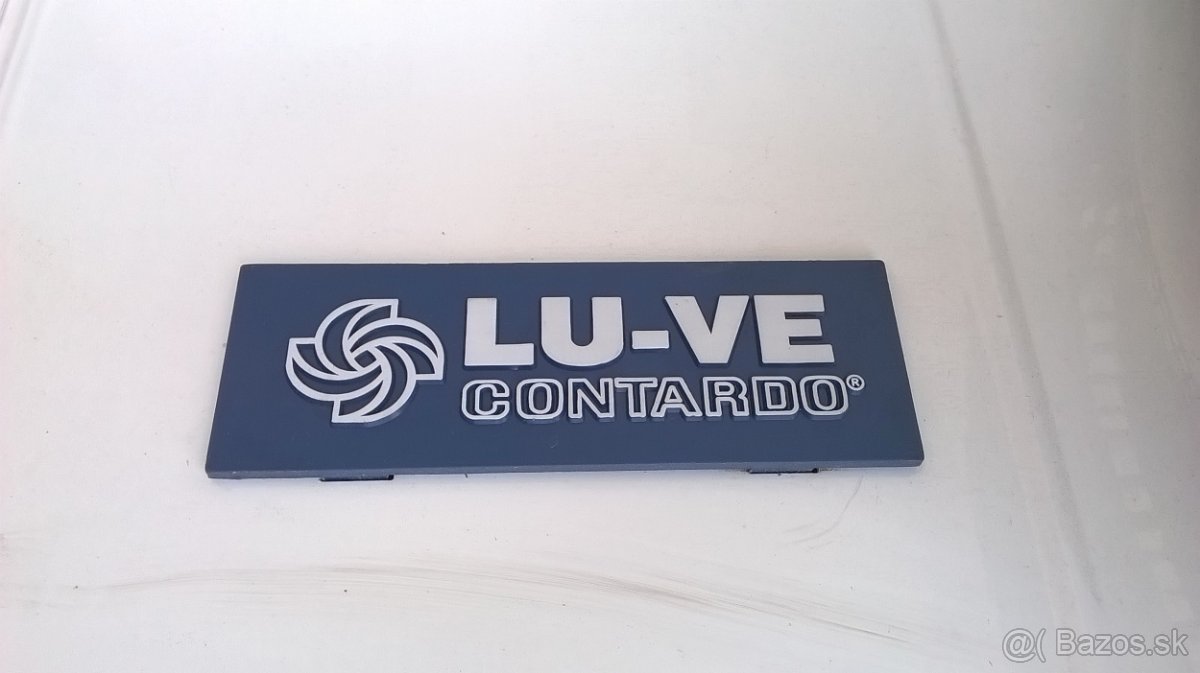 LU-VE
CONTARDO®
@( Bazos.sk